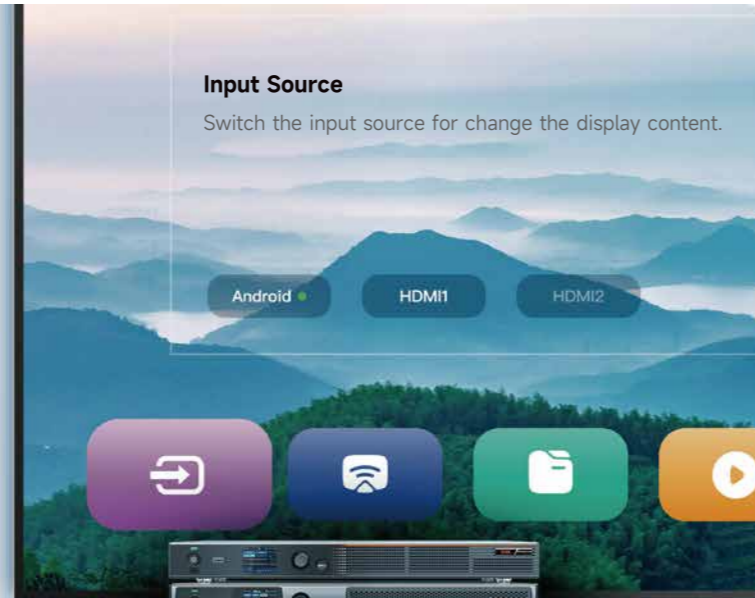 Input Source
Switch the input source for change the display content.
Android
HDMI1
HDMI2